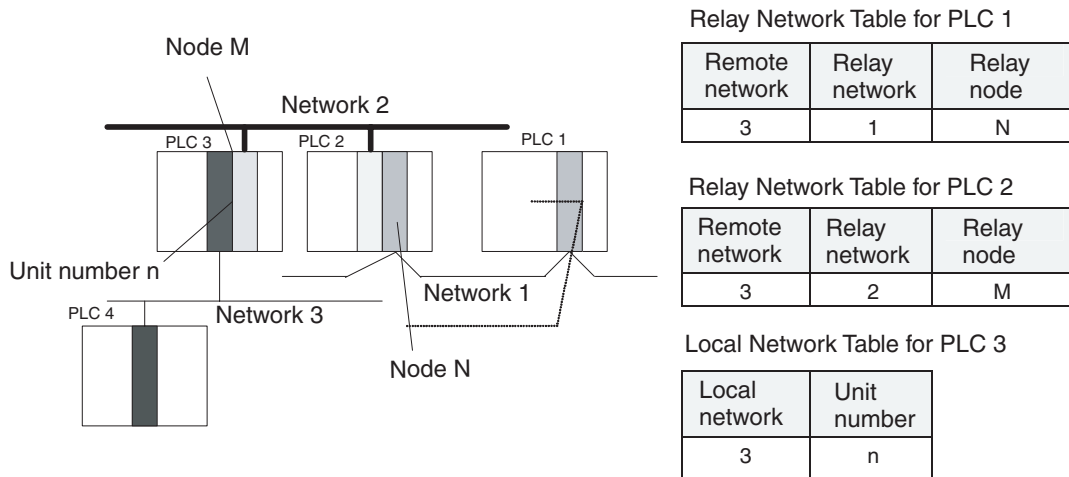 Node M
Network 2
PLC 3
PLC 2
PLC 1
Unit number n
Network 1
PLC 4
Network 3
Node N
Relay Network Table for PLC 1
Remote network
Relay network
Relay node
3
1
N
Relay Network Table for PLC 2
Remote network
Relay network
Relay node
3
2
M
Local Network Table for PLC 3
Local network
Unit number
3
n